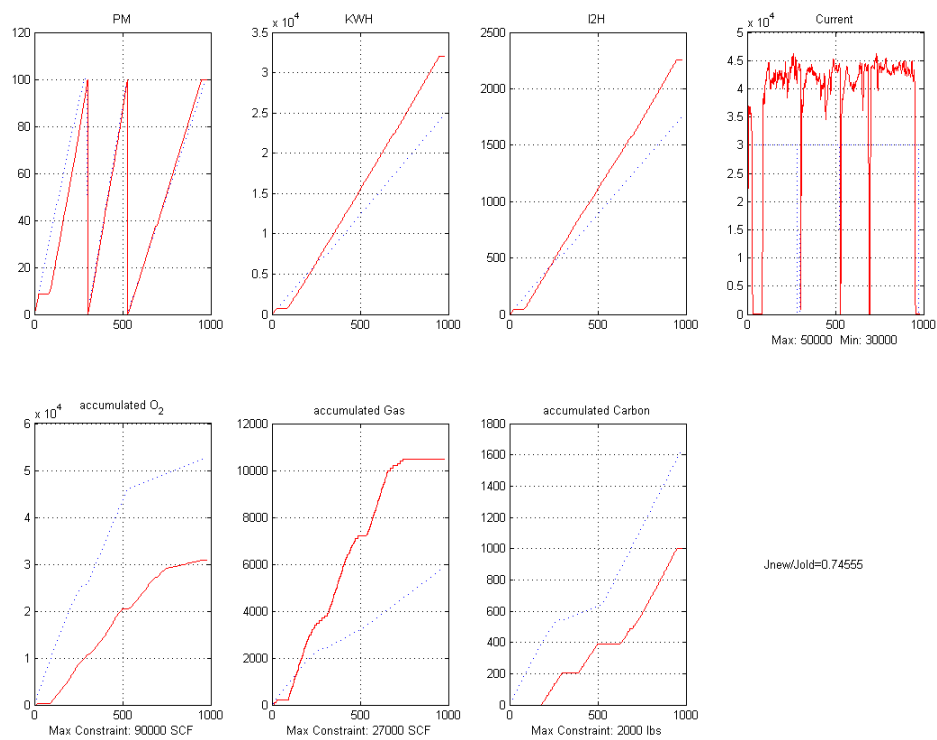 PM
KWH
I2H
Current
120
100
80
60
40
20
0
0 500 1000
x 10^4
3.5
3
2.5
2
1.5
1
0.5
0
0 500 1000
2500
2000
1500
1000
500
0
0 500 1000
x 10^4
5
4.5
4
3.5
3
2.5
2
1.5
1
0.5
0
0 500 1000
Max: 50000 Min: 30000
accumulated O2
x 10^4
6
5
4
3
2
1
0
0 500 1000
Max Constraint: 90000 SCF
accumulated Gas
12000
10000
8000
6000
4000
2000
0
0 500 1000
Max Constraint: 27000 SCF
accumulated Carbon
1800
1600
1400
1200
1000
800
600
400
200
0
0 500 1000
Max Constraint: 2000 lbs
Jnew/Jold=0.74555